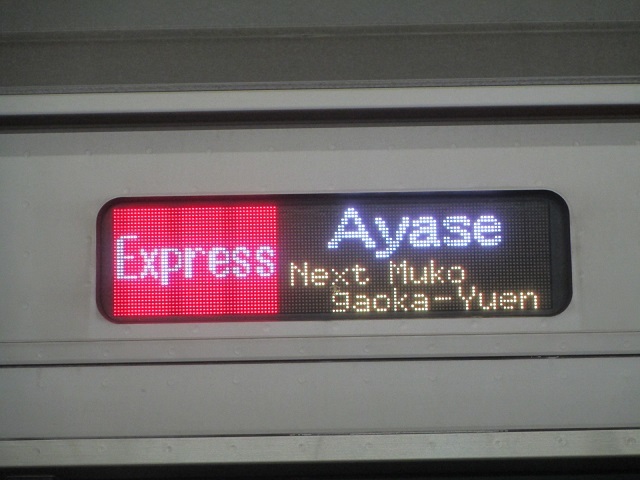 Express
Ayase
Next Muko
gaoka-Yuen